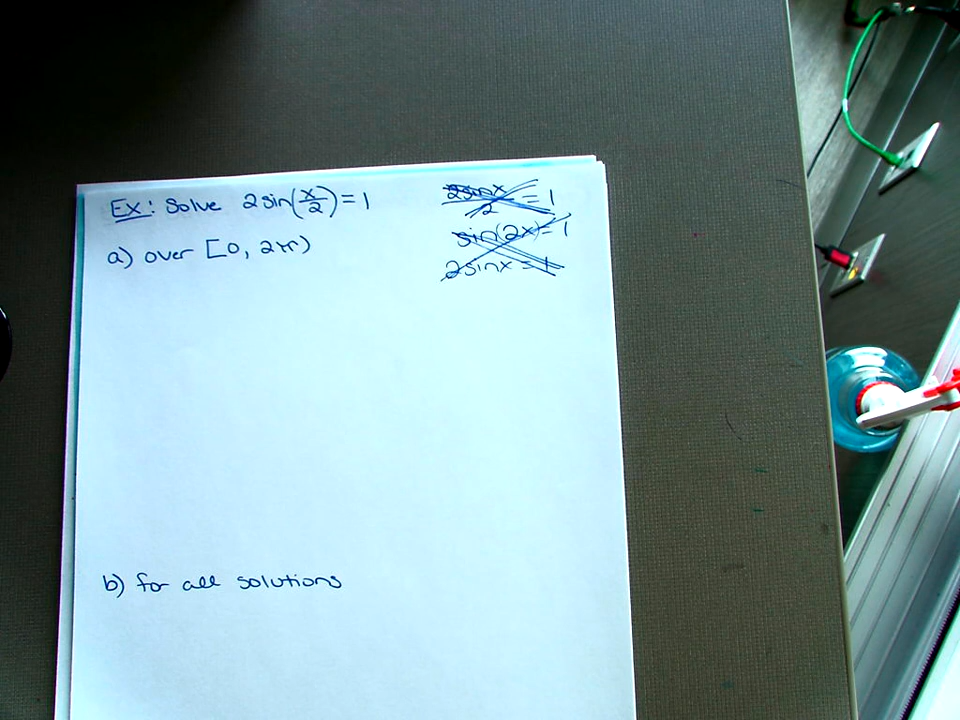 Ex: Solve 2sin(x/2)=1
a) over [0, 2π)
2sinx/2 = 1
sin(2x)=1
2sinx=1
b) for all solutions